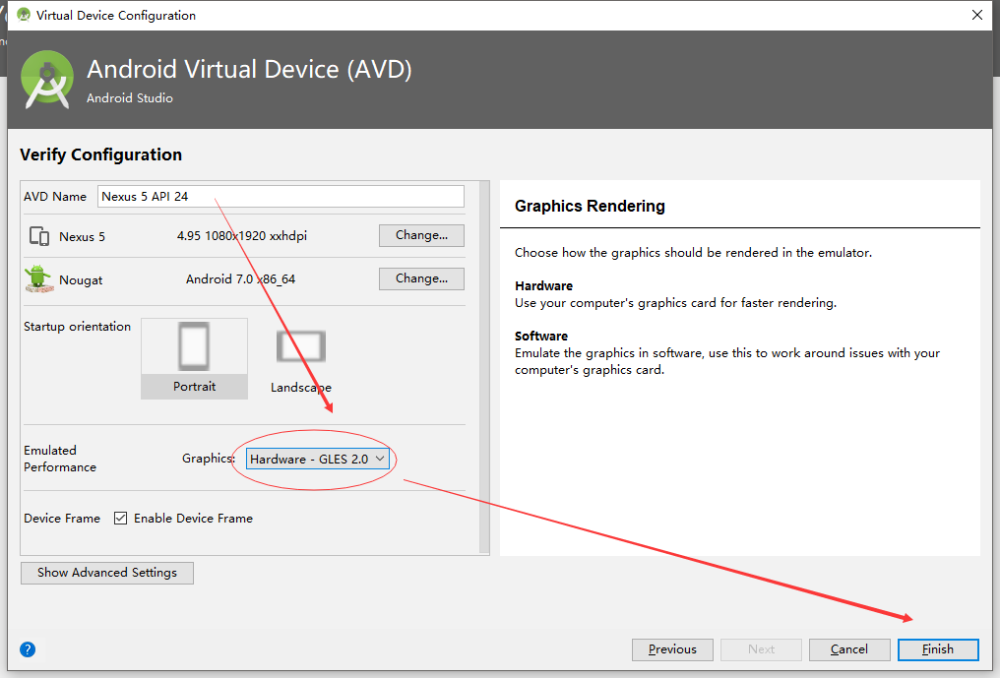 Virtual Device Configuration
Android Virtual Device (AVD)
Android Studio
Verify Configuration
AVD Name Nexus 5 API 24
Nexus 5 4.95 1080x1920 xxhdpi Change...
Nougat Android 7.0 x86_64 Change...
Startup orientation
Portrait Landscape
Emulated
Performance
Graphics: Hardware - GLES 2.0
Device Frame Enable Device Frame
Show Advanced Settings
Graphics Rendering
Choose how the graphics should be rendered in the emulator.
Hardware
Use your computer's graphics card for faster rendering.
Software
Emulate the graphics in software, use this to work around issues with your
computer's graphics card.
?
Previous Next Cancel Finish